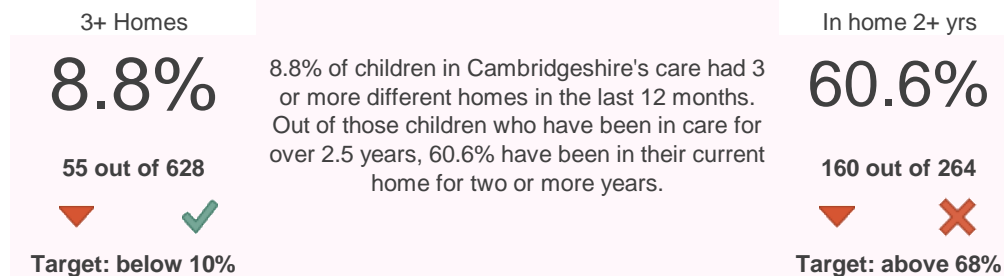 3+ Homes
8.8%
55 out of 628
Target: below 10%
8.8% of children in Cambridgeshire's care had 3
or more different homes in the last 12 months.
Out of those children who have been in care for
over 2.5 years, 60.6% have been in their current
home for two or more years.
In home 2+ yrs
60.6%
160 out of 264
Target: above 68%